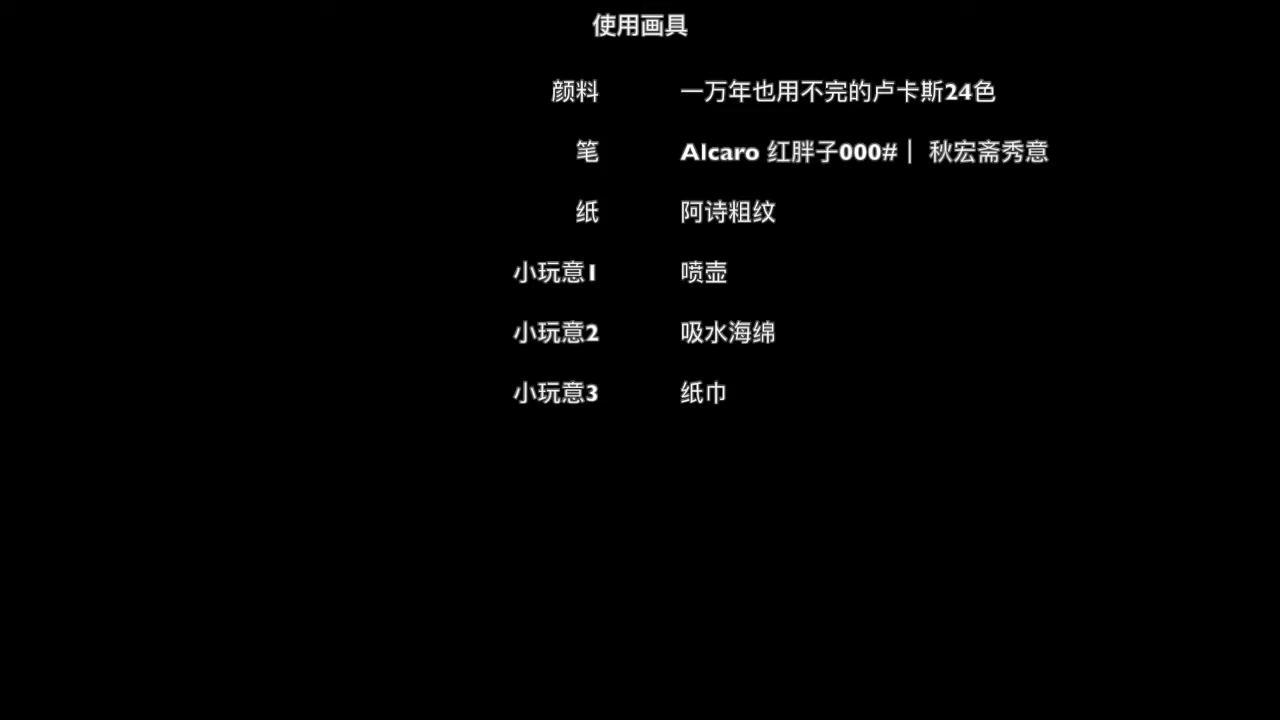 使用画具
颜料 一万年也用不完的卢卡斯24色
笔 Alcaro 红胖子000#｜ 秋宏斋秀意
纸 阿诗粗纹
小玩意1 喷壶
小玩意2 吸水海绵
小玩意3 纸巾